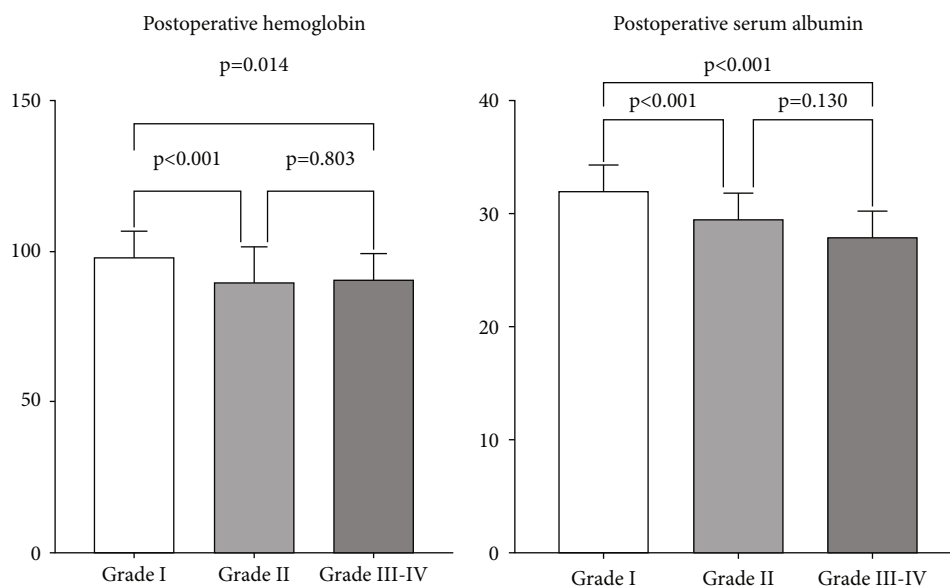 Postoperative hemoglobin
p=0.014
150
p<0.001
p=0.803
100
50
0
Grade I
Grade II
Grade III-IV
Postoperative serum albumin
p<0.001
40
p<0.001
p=0.130
30
20
10
0
Grade I
Grade II
Grade III-IV